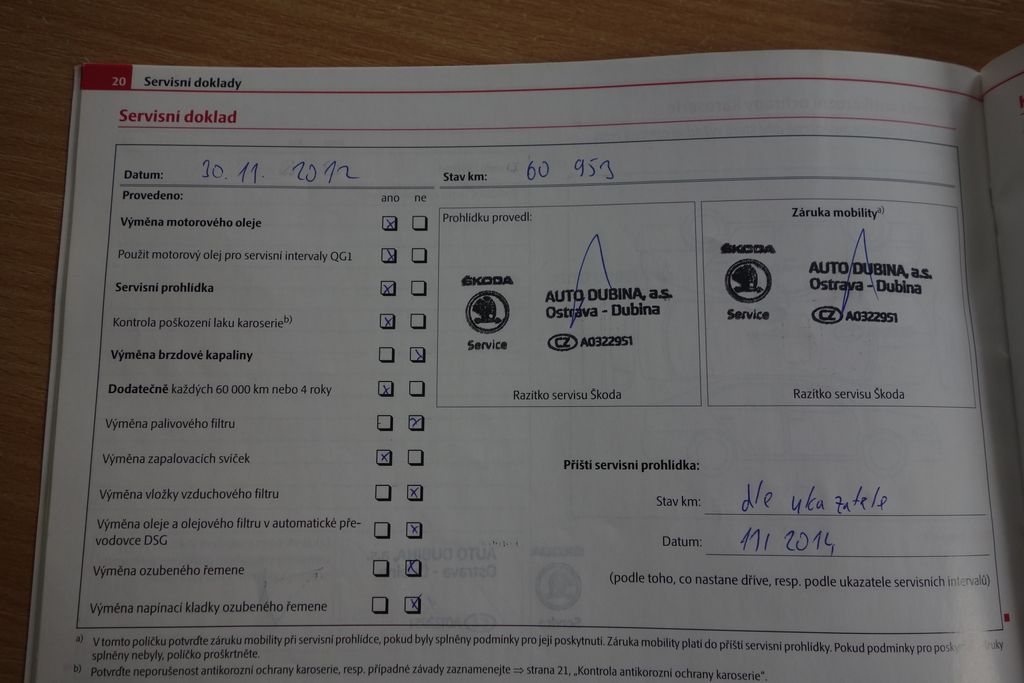 20 Servisní doklady
Servisní doklad
Datum: 30. 11. 2012 Stav km: 60 953
Provedeno: ano ne
Výměna motorového oleje
Použit motorový olej pro servisní intervaly QG1
Servisní prohlídka
Kontrola poškození laku karoserie b)
Výměna brzdové kapaliny
Dodatečně každých 60 000 km nebo 4 roky
Výměna palivového filtru
Výměna zapalovacích svíček
Výměna vložky vzduchového filtru
Výměna oleje a olejového filtru v automatické pře-
vodovce DSG
Výměna ozubeného řemene
Výměna napínací kladky ozubeného řemene
Prohlídku provedl:
ŠKODA
Service
AUTO DUBINA, a.s.
Ostrava - Dubina
CZ A0322951
Razítko servisu Škoda
Záruka mobility a)
ŠKODA
Service
AUTO DUBINA, a.s.
Ostrava - Dubina
CZ A0322951
Razítko servisu Škoda
Příští servisní prohlídka:
Stav km: dle ukazatele
Datum: 11/ 2014
(podle toho, co nastane dříve, resp. podle ukazatele servisních intervalů)
a) V tomto políčku potvrďte záruku mobility při servisní prohlídce, pokud byly splněny podmínky pro její poskytnutí. Záruka mobility platí do příští servisní prohlídky. Pokud podmínky pro
splněny nebyly, políčko proškrtněte.
b) Potvrďte neporušenost antikorozní ochrany karoserie, resp. případné závady zaznamenejte ⇒ strana 21, „Kontrola antikorozní ochrany karoserie“.